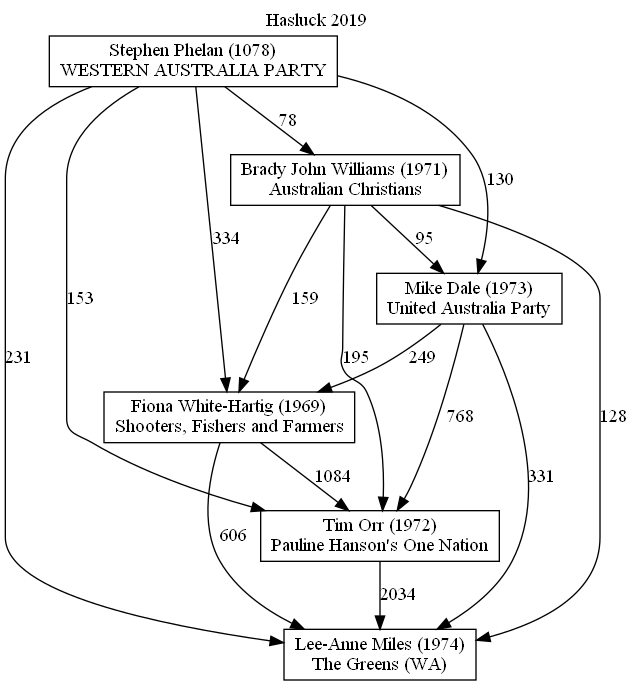 Hasluck 2019
Stephen Phelan (1078)
WESTERN AUSTRALIA PARTY
78
Brady John Williams (1971)
Australian Christians
130
334
95
Mike Dale (1973)
United Australia Party
153
159
231
195
249
128
Fiona White-Hartig (1969)
Shooters, Fishers and Farmers
768
1084
331
Tim Orr (1972)
Pauline Hanson's One Nation
606
2034
Lee-Anne Miles (1974)
The Greens (WA)